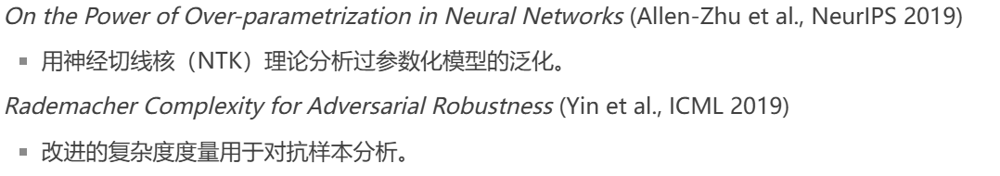 On the Power of Over-parametrization in Neural Networks (Allen-Zhu et al., NeurIPS 2019)
▪ 用神经切线核（NTK）理论分析过参数化模型的泛化。
Rademacher Complexity for Adversarial Robustness (Yin et al., ICML 2019)
▪ 改进的复杂度度量用于对抗样本分析。